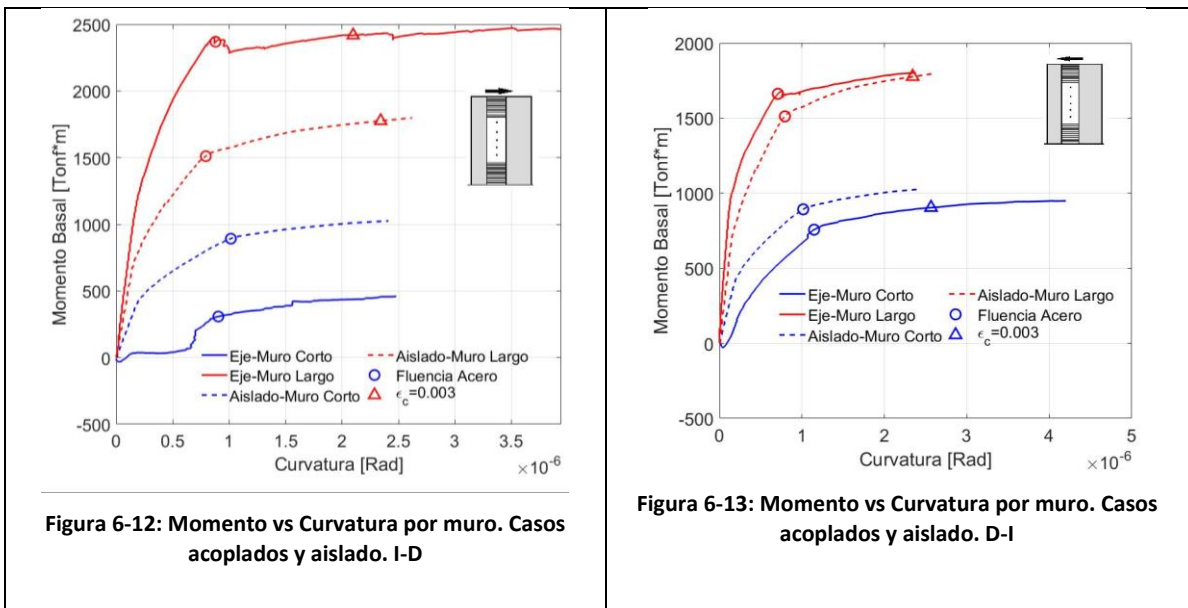 2500
2000
1500
1000
500
0
-500
Momento Basal [Tonf*m]
Eje-Muro Corto
Eje-Muro Largo
Aislado-Muro Corto
Aislado-Muro Largo
Fluencia Acero
ϵc=0.003
0 0.5 1 1.5 2 2.5 3 3.5
Curvatura [Rad]
×10-6
Figura 6-12: Momento vs Curvatura por muro. Casos
acoplados y aislado. I-D
2000
1500
1000
500
0
-500
Momento Basal [Tonf*m]
Eje-Muro Corto
Eje-Muro Largo
Aislado-Muro Corto
Aislado-Muro Largo
Fluencia Acero
ϵc=0.003
0 1 2 3 4 5
Curvatura [Rad]
×10-6
Figura 6-13: Momento vs Curvatura por muro. Casos
acoplados y aislado. D-I